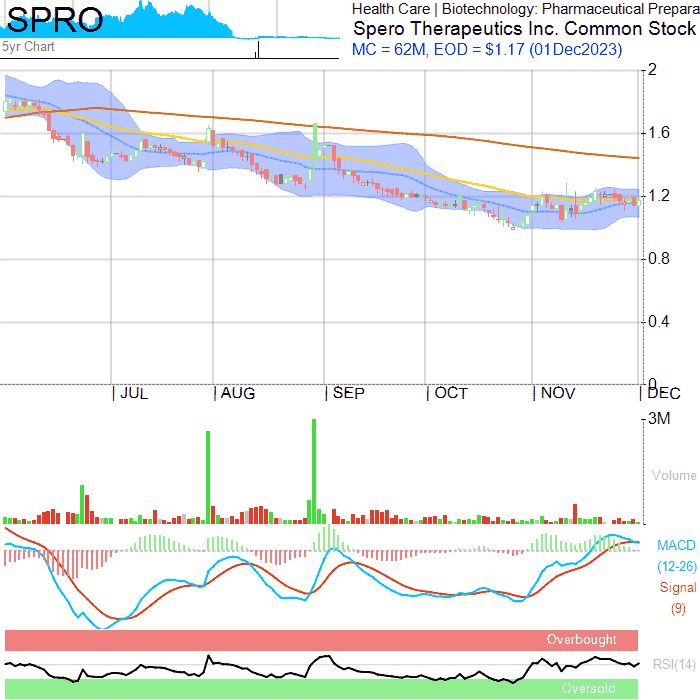 SPRO
Health Care | Biotechnology: Pharmaceutical Prepara
Spero Therapeutics Inc. Common Stock
5yr Chart
MC = 62M, EOD = $1.17 (01Dec2023)
2
1.6
1.2
0.8
0.4
0
JUL
AUG
SEP
OCT
NOV
DEC
3M
Volume
MACD
(12-26)
Signal
(9)
Overbought
RSI(14)
Oversold